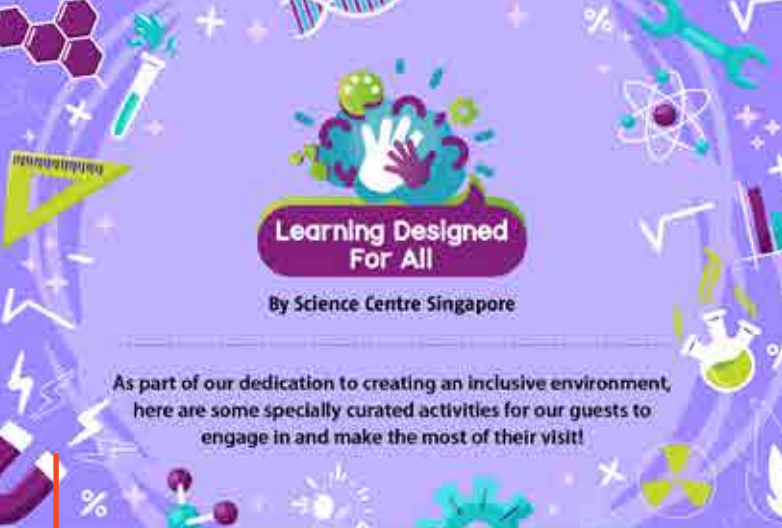 Learning Designed
For All
By Science Centre Singapore
As part of our dedication to creating an inclusive environment,
here are some specially curated activities for our guests to
engage in and make the most of their visit!